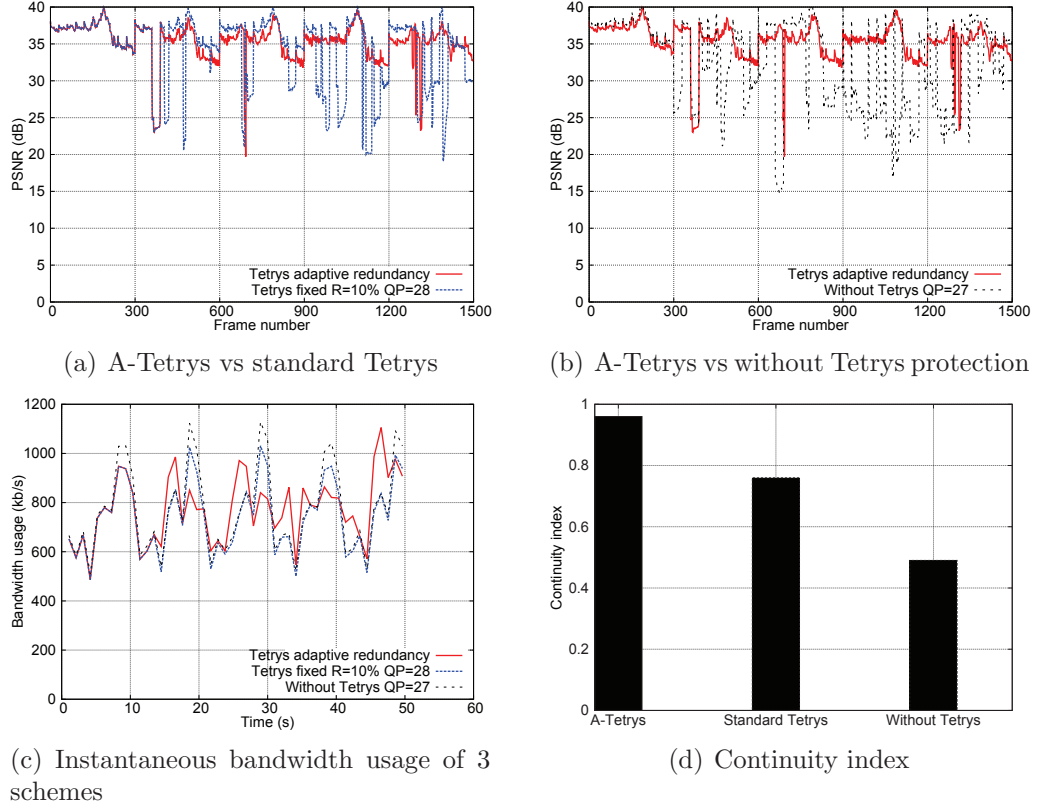 40
35
30
25
20
15
10
5
0
PSNR (dB)
Tetrys adaptive redundancy
Tetrys fixed R=10% QP=28
0 300 600 900 1200 1500
Frame number
(a) A-Tetrys vs standard Tetrys
40
35
30
25
20
15
10
5
0
PSNR (dB)
Tetrys adaptive redundancy
Without Tetrys QP=27
0 300 600 900 1200 1500
Frame number
(b) A-Tetrys vs without Tetrys protection
1200
1000
800
600
400
200
0
Bandwidth usage (kb/s)
Tetrys adaptive redundancy
Tetrys fixed R=10% QP=28
Without Tetrys QP=27
0 10 20 30 40 50 60
Time (s)
(c) Instantaneous bandwidth usage of 3
schemes
1
0.8
0.6
0.4
0.2
0
Continuity index
A-Tetrys Standard Tetrys Without Tetrys
(d) Continuity index